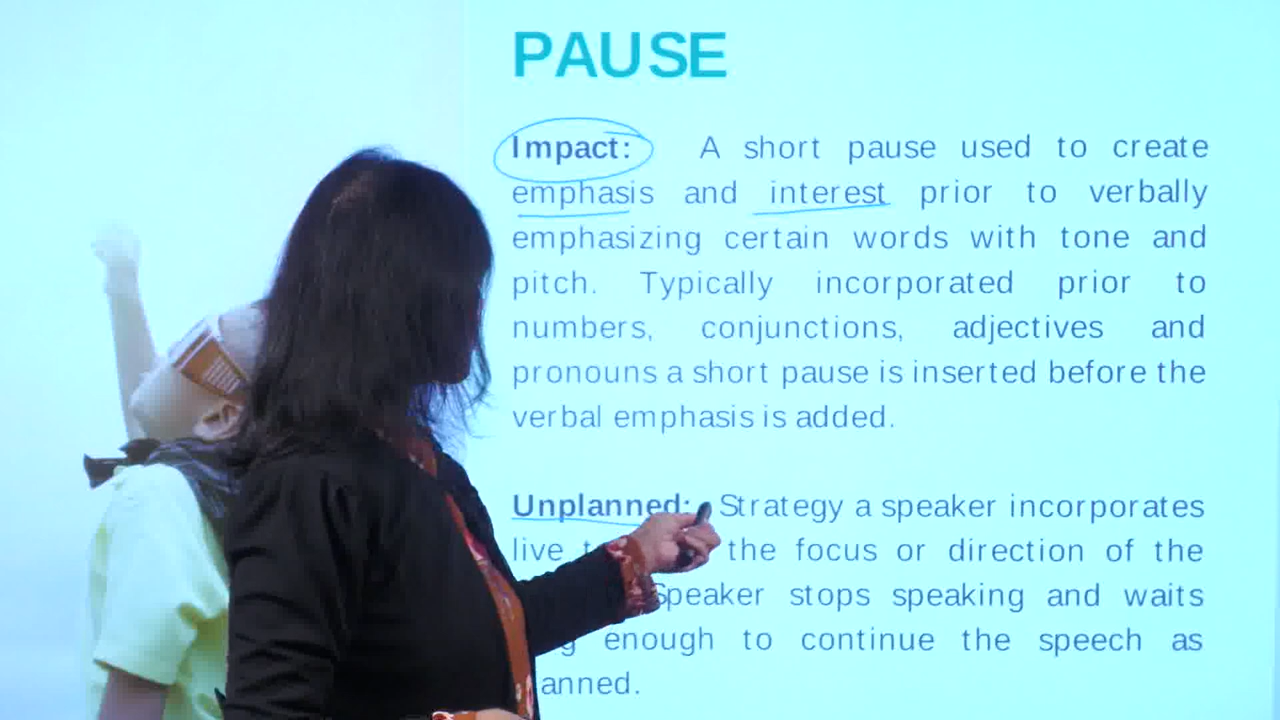 PAUSE
Impact: A short pause used to create
emphasis and interest prior to verbally
emphasizing certain words with tone and
pitch. Typically incorporated prior to
numbers, conjunctions, adjectives and
pronouns a short pause is inserted before the
verbal emphasis is added.
Unplanned: Strategy a speaker incorporates
live the focus or direction of the
Speaker stops speaking and waits
enough to continue the speech as